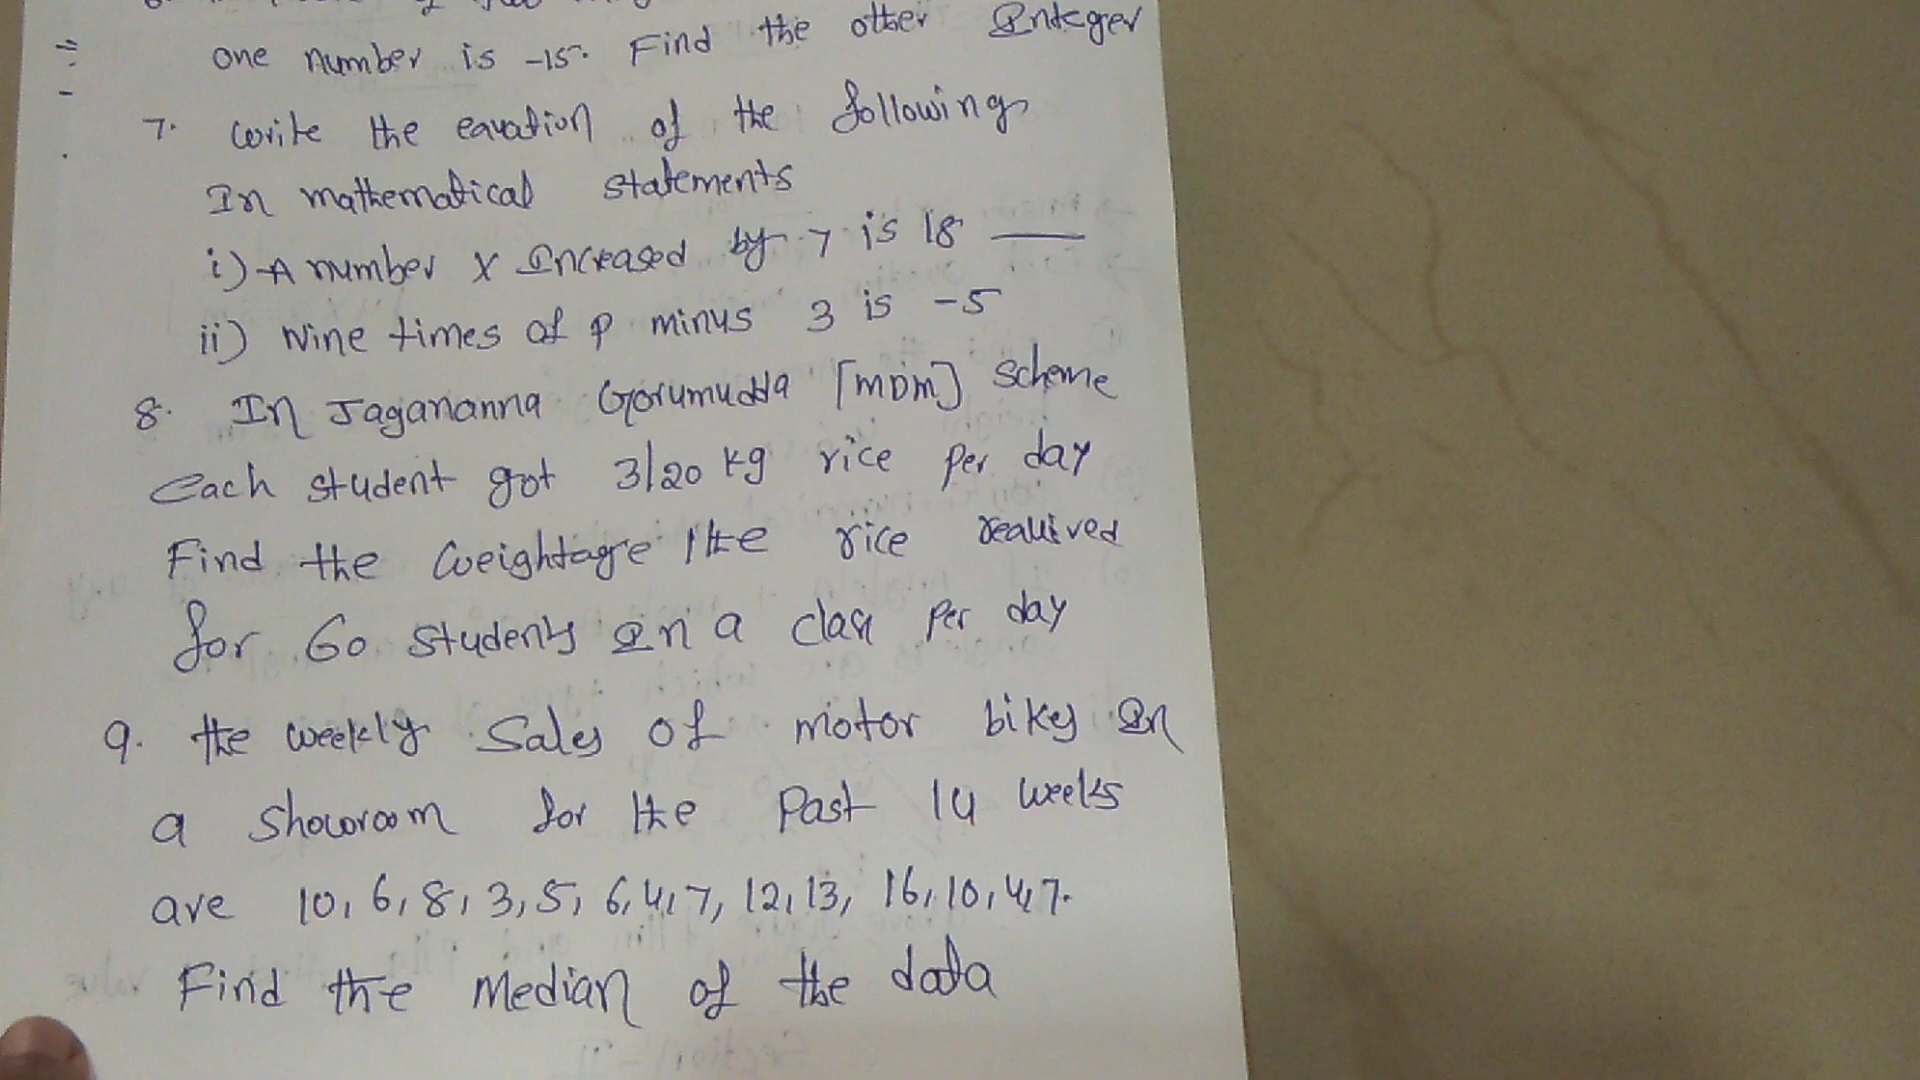 one number is -15. Find the other Integer
7. Write the eauation of the followings
In mathematical statements
i) A number x Increased by 7 is 18 ___
ii) Nine times of p minus 3 is -5
8. In Jagananna Gorumudda [MDM] scheme
Each student got 3/20 kg rice per day
Find the weightage the rice reauired
for 60 students In a class per day
9. the weekly Sales of motor bikes In
a showroom for the Past 14 weeks
are 10, 6, 8, 3, 5, 6, 4, 7, 12, 13, 16, 10, 4, 7.
Find the median of the data